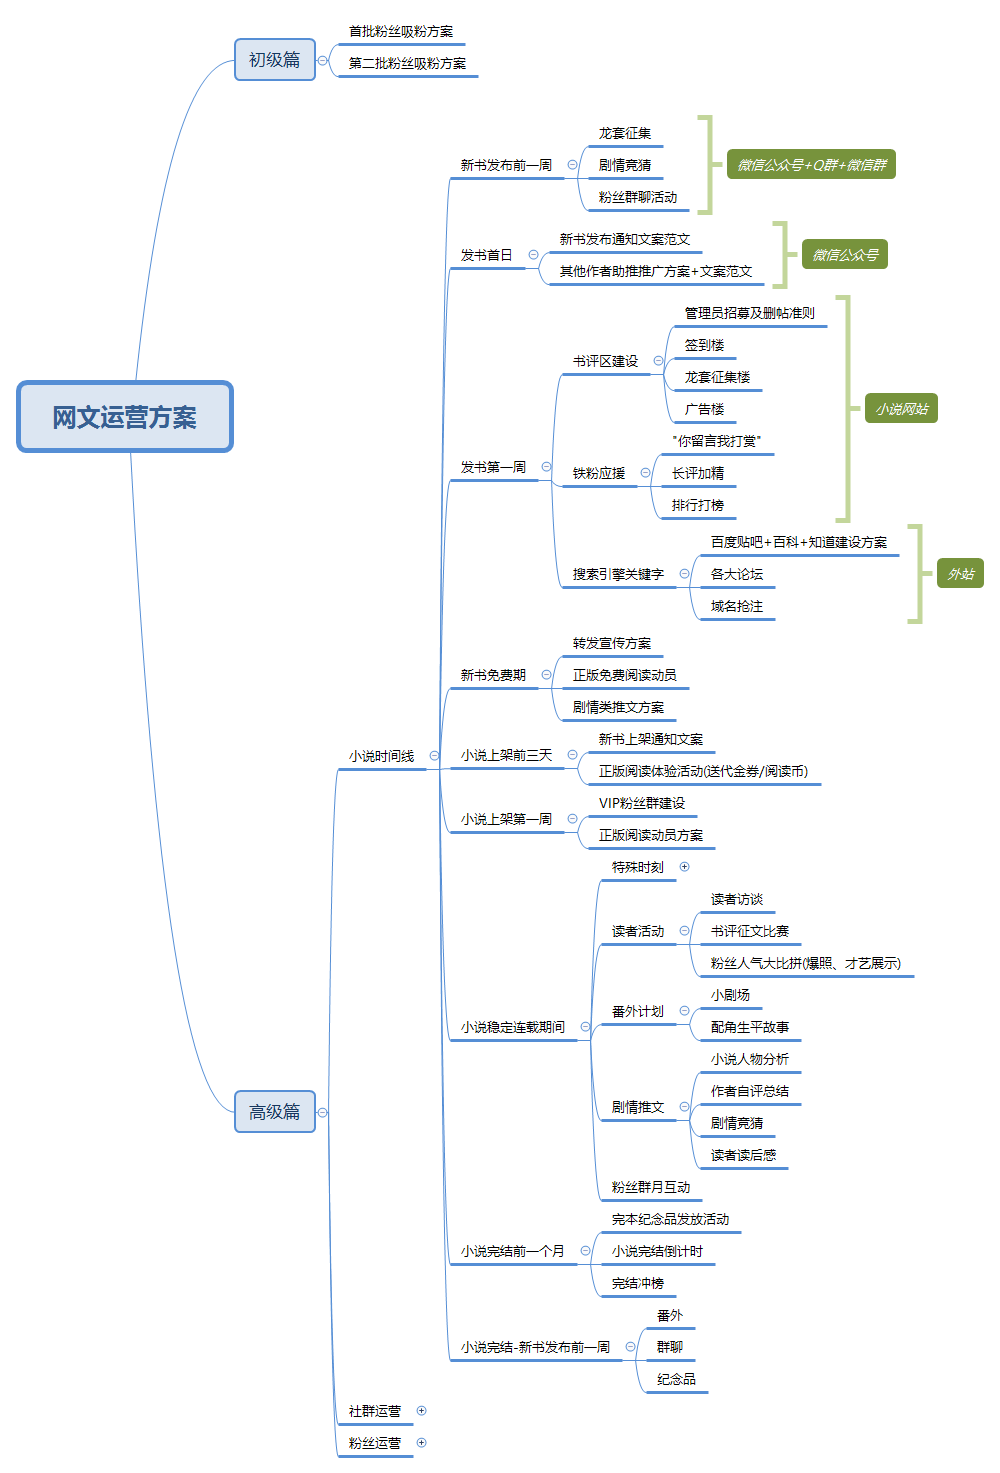 网文运营方案
初级篇
首批粉丝吸粉方案
第二批粉丝吸粉方案
高级篇
小说时间线
新书发布前一周
龙套征集
剧情竞猜
粉丝群聊活动
微信公众号+Q群+微信群
发书首日
新书发布通知文案范文
其他作者助推推广方案+文案范文
微信公众号
发书第一周
书评区建设
管理员招募及删帖准则
签到楼
龙套征集楼
广告楼
铁粉应援
"你留言我打赏"
长评加精
排行打榜
小说网站
搜索引擎关键字
百度贴吧+百科+知道建设方案
各大论坛
域名抢注
外站
新书免费期
转发宣传方案
正版免费阅读动员
剧情类推文方案
小说上架前三天
新书上架通知文案
正版阅读体验活动(送代金券/阅读币)
小说上架第一周
VIP粉丝群建设
正版阅读动员方案
小说稳定连载期间
特殊时刻
读者活动
读者访谈
书评征文比赛
粉丝人气大比拼(爆照、才艺展示)
番外计划
小剧场
配角生平故事
剧情推文
小说人物分析
作者自评总结
剧情竞猜
读者读后感
粉丝群月互动
小说完结前一个月
完本纪念品发放活动
小说完结倒计时
完结冲榜
小说完结-新书发布前一周
番外
群聊
纪念品
社群运营
粉丝运营